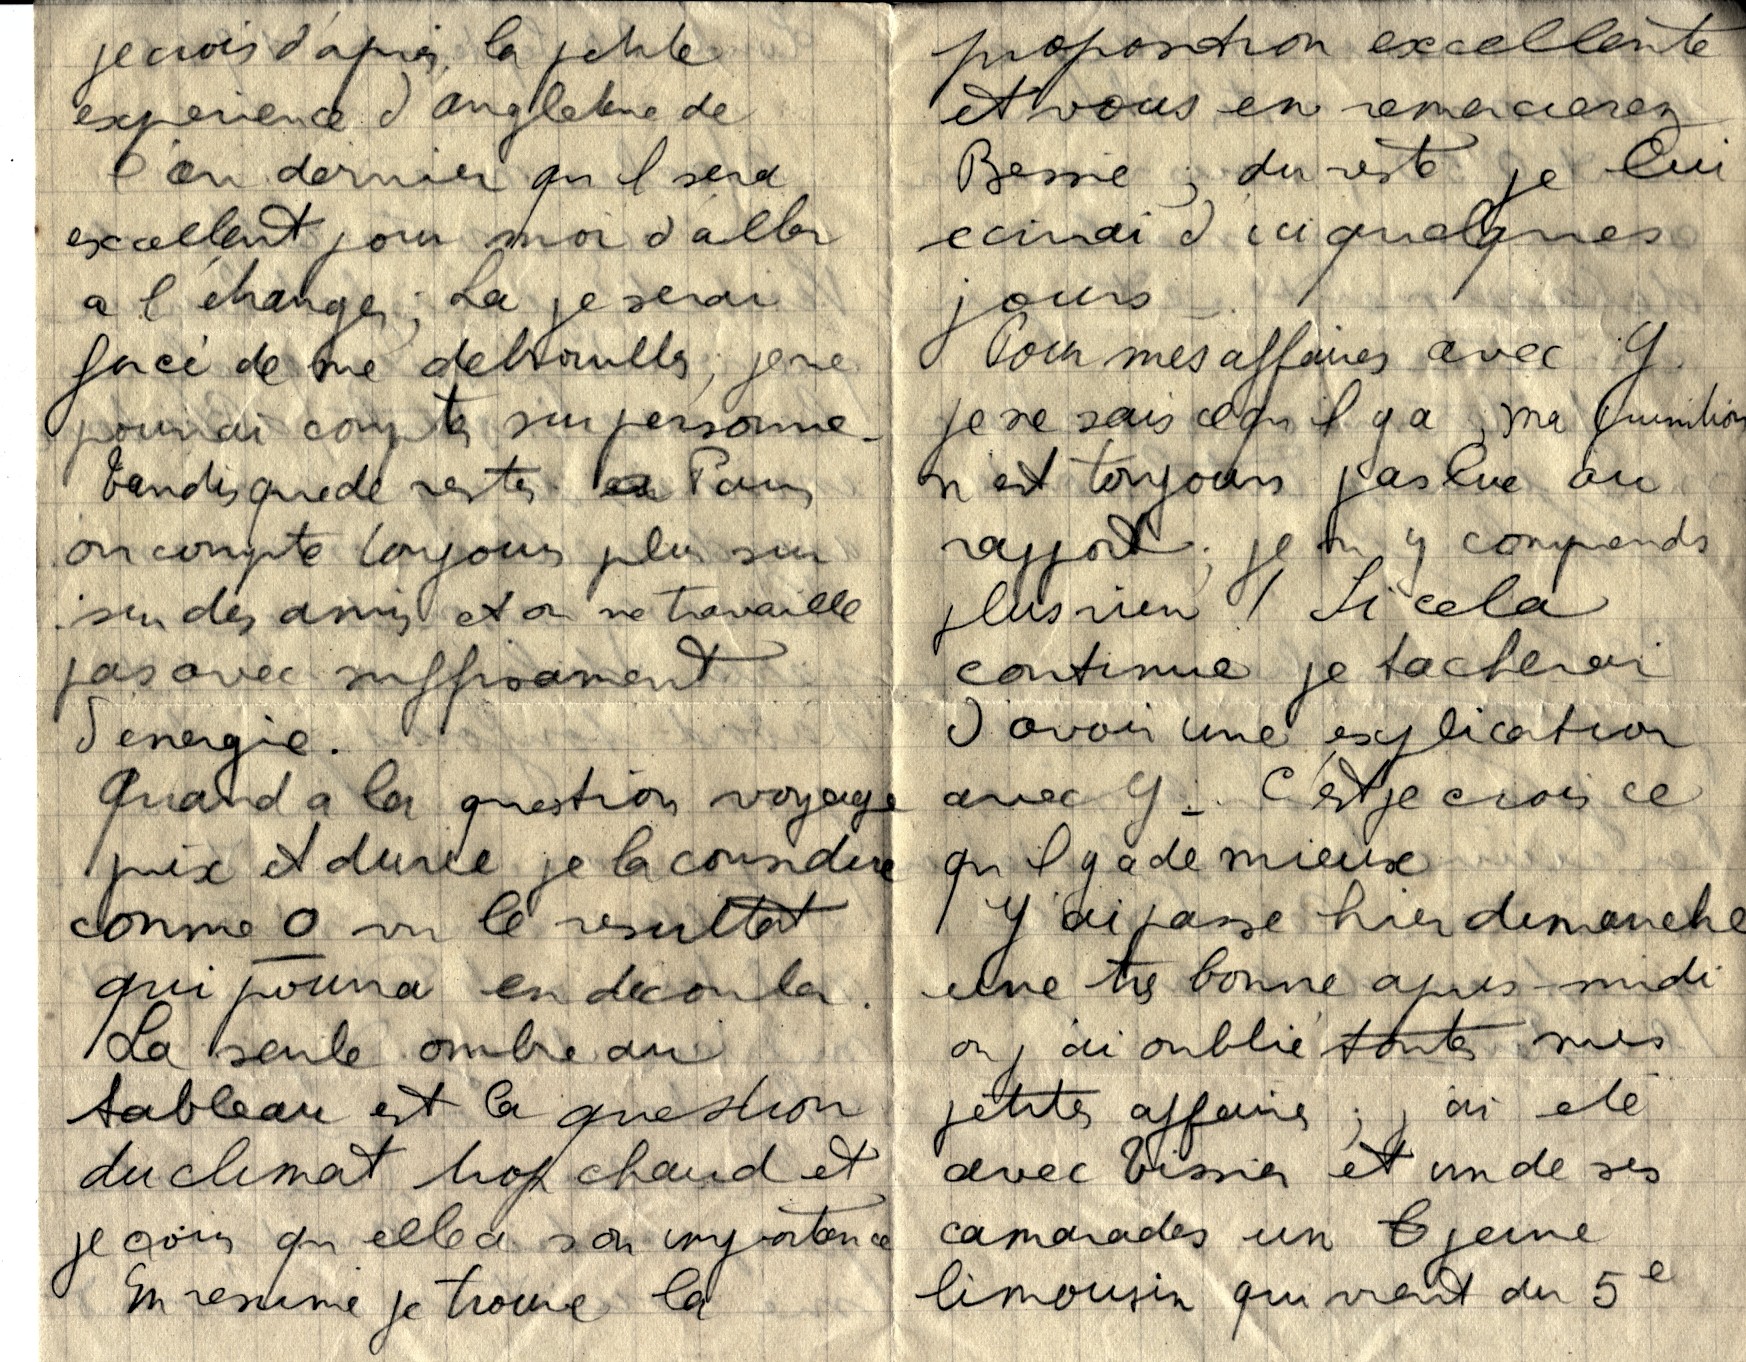 je crois d'après la petite
experience d'angleterre de
l'an dernier qu'il sera
excellent pour moi d'aller
a l'étranger ; La je serai
forcé de me debrouiller, je ne
pourrai compter sur personne -
tandis que de rester a Paris
on compte toujours plus sur
sur des amis et on ne travaille
pas avec suffisament
d'energie.
Quand a la question voyage
prix et duree je la considere
comme 0 vu le resultat
qui pourra en decouler.
La seule ombre au
tableau est la question
du climat trop chaud et
je crois qu'elle a son importance
En resumé je trouve la
proposition excellente
et vous en remercierez
Bessie ; du reste je lui
ecrirai d'ici quelques
jours
Pour mes affaires avec G.
je ne sais ce qu'il y a, ma punition
n'est toujours pas lue au
rapport ; je n'y comprends
plus rien ! Si cela
continue je tacherai
d'avoir une explication
avec G -. C'est je crois ce
qu'il y a de mieux
J'ai passe hier dimanche
une tres bonne apres-midi
ou j'ai oublié toutes mes
petites affaires ; j'ai eté
avec Tissier et un de ses
camarades un jeune
limousin qui vient du 5e